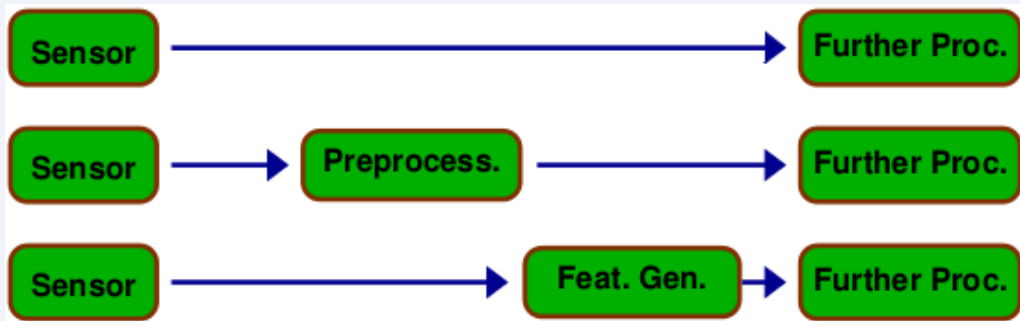 Sensor
Further Proc.
Sensor
Preprocess.
Further Proc.
Sensor
Feat. Gen.
Further Proc.